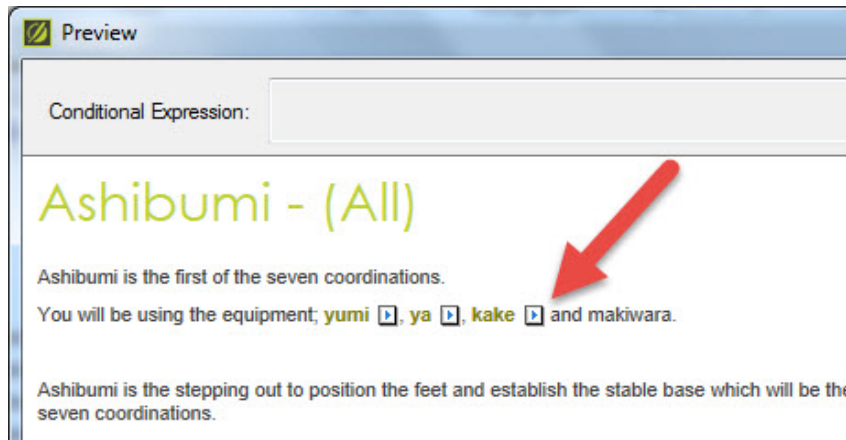 Preview
Conditional Expression:
Ashibumi - (All)
Ashibumi is the first of the seven coordinations.
You will be using the equipment; yumi, ya, kake and makiwara.
Ashibumi is the stepping out to position the feet and establish the stable base which will be the
seven coordinations.